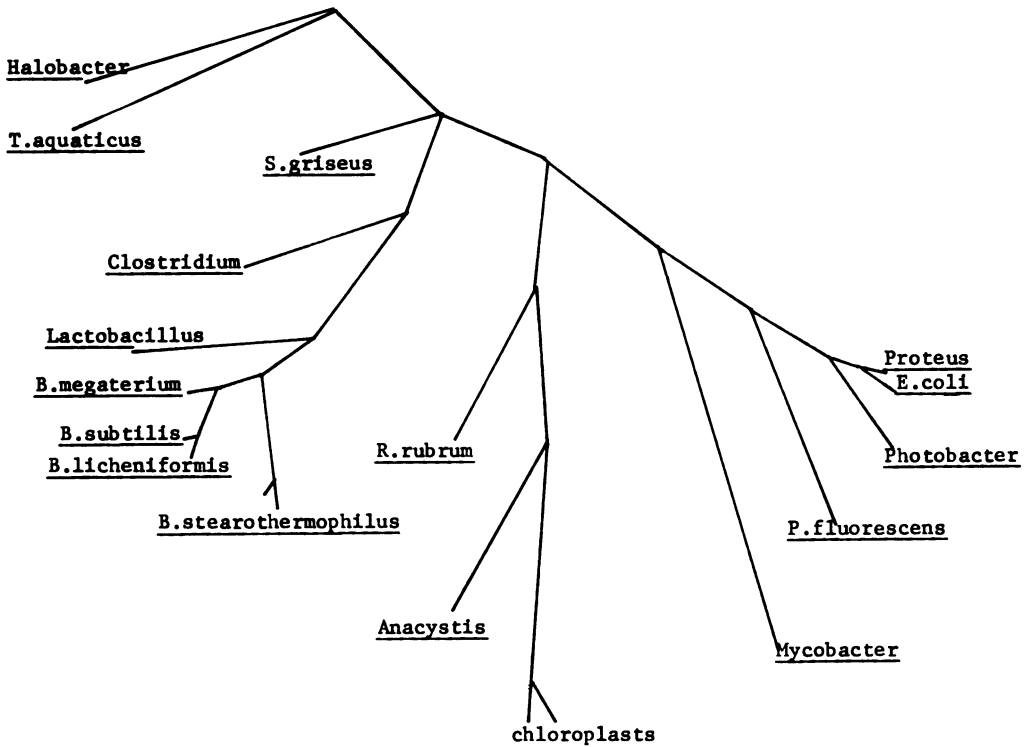 Halobacter
T.aquaticus
S.griseus
Clostridium
Lactobacillus
B.megaterium
B.subtilis
B.licheniformis
B.stearothermophilus
R.rubrum
Anacystis
chloroplasts
Proteus
E.coli
Photobacter
P.fluorescens
Mycobacter